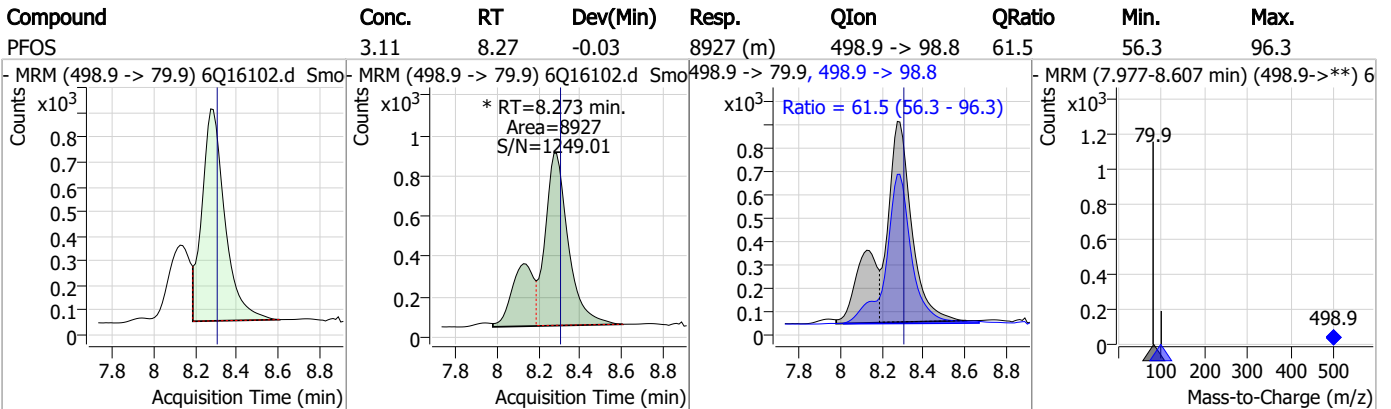 Compound Conc. RT Dev(Min) Resp. QIon QRatio Min. Max.
PFOS 3.11 8.27 -0.03 8927 (m) 498.9 -> 98.8 61.5 56.3 96.3
- MRM (498.9 -> 79.9) 6Q16102.d Smo
Counts
x10³
0.8
0.7
0.6
0.5
0.4
0.3
0.2
0.1
0
7.8 8 8.2 8.4 8.6 8.8
Acquisition Time (min)
- MRM (498.9 -> 79.9) 6Q16102.d Smo
Counts
x10³
* RT=8.273 min.
Area=8927
S/N=1249.01
1
0.8
0.6
0.4
0.2
0
7.8 8 8.2 8.4 8.6 8.8
Acquisition Time (min)
498.9 -> 79.9, 498.9 -> 98.8
Counts
x10³
Ratio = 61.5 (56.3 - 96.3)
0.8
0.7
0.6
0.5
0.4
0.3
0.2
0.1
0
7.8 8 8.2 8.4 8.6 8.8
Acquisition Time (min)
- MRM (7.977-8.607 min) (498.9->**) 6
Counts
x10³
1.2
1
0.8
0.6
0.4
0.2
0
79.9
498.9
100 200 300 400 500
Mass-to-Charge (m/z)